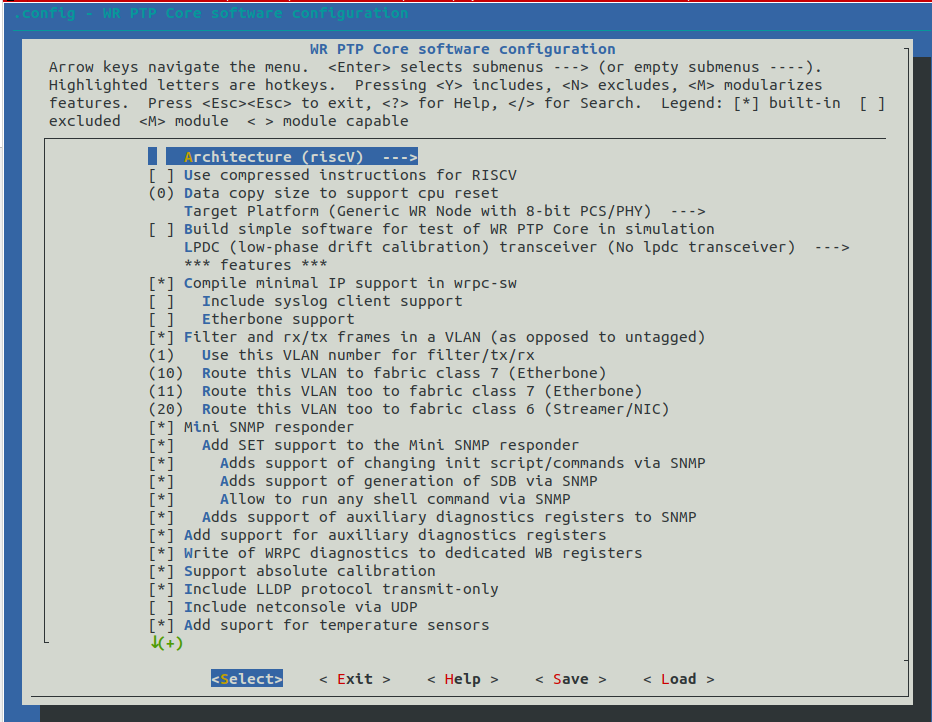 .config - WR PTP Core software configuration
WR PTP Core software configuration
Arrow keys navigate the menu.  <Enter> selects submenus ---> (or empty submenus ----).
Highlighted letters are hotkeys.  Pressing <Y> includes, <N> excludes, <M> modularizes
features.  Press <Esc><Esc> to exit, <?> for Help, </> for Search.  Legend: [*] built-in  [ ]
excluded  <M> module  < > module capable
Architecture (riscV)  --->
[ ] Use compressed instructions for RISCV
(0) Data copy size to support cpu reset
Target Platform (Generic WR Node with 8-bit PCS/PHY)  --->
[ ] Build simple software for test of WR PTP Core in simulation
LPDC (low-phase drift calibration) transceiver (No lpdc transceiver)  --->
*** features ***
[*] Compile minimal IP support in wrpc-sw
[ ]   Include syslog client support
[ ]   Etherbone support
[*] Filter and rx/tx frames in a VLAN (as opposed to untagged)
(1)   Use this VLAN number for filter/tx/rx
(10)  Route this VLAN to fabric class 7 (Etherbone)
(11)  Route this VLAN too to fabric class 7 (Etherbone)
(20)  Route this VLAN too to fabric class 6 (Streamer/NIC)
[*] Mini SNMP responder
[*]   Add SET support to the Mini SNMP responder
[*]     Adds support of changing init script/commands via SNMP
[*]     Adds support of generation of SDB via SNMP
[*]     Allow to run any shell command via SNMP
[*]   Adds support of auxiliary diagnostics registers to SNMP
[*] Add support for auxiliary diagnostics registers
[*] Write of WRPC diagnostics to dedicated WB registers
[*] Support absolute calibration
[*] Include LLDP protocol transmit-only
[ ] Include netconsole via UDP
[*] Add suport for temperature sensors
↓(+)
<Select>    < Exit >    < Help >    < Save >    < Load >